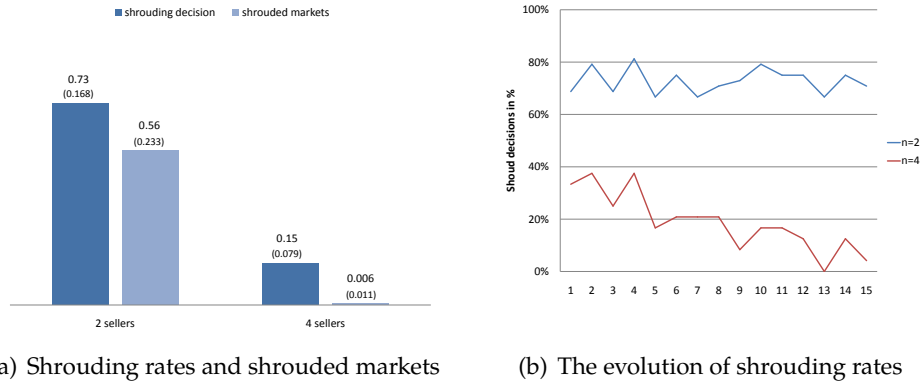 shrouding decision shrouded markets
0.73
(0.168)
0.56
(0.233)
0.15
(0.079)
0.006
(0.011)
2 sellers 4 sellers
a) Shrouding rates and shrouded markets
100%
80%
60%
40%
20%
0%
Shoud decisions in %
1 2 3 4 5 6 7 8 9 10 11 12 13 14 15
n=2
n=4
(b) The evolution of shrouding rates